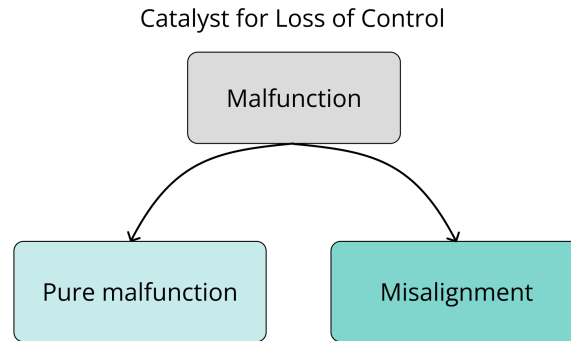 Catalyst for Loss of Control
Malfunction
Pure malfunction
Misalignment